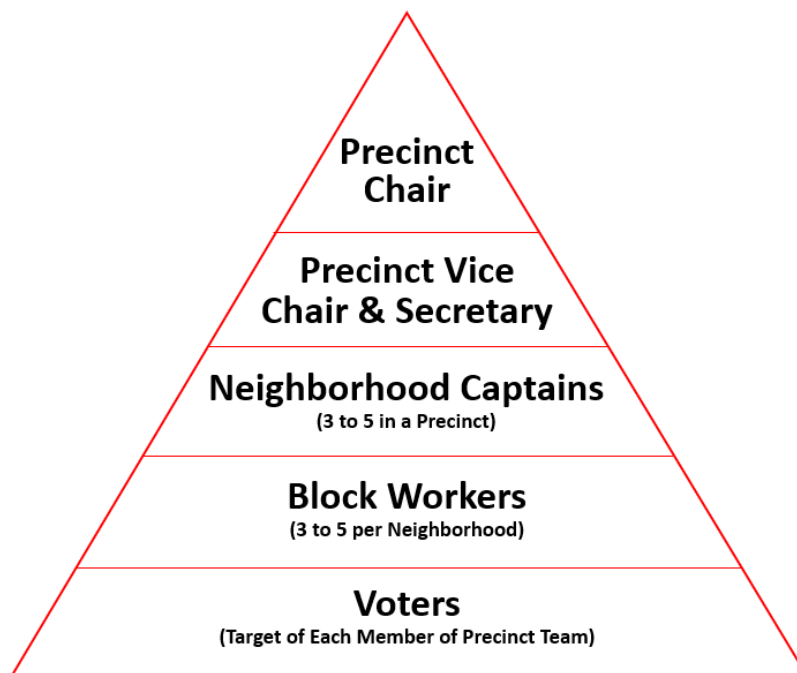 Precinct
Chair
Precinct Vice
Chair & Secretary
Neighborhood Captains
(3 to 5 in a Precinct)
Block Workers
(3 to 5 per Neighborhood)
Voters
(Target of Each Member of Precinct Team)